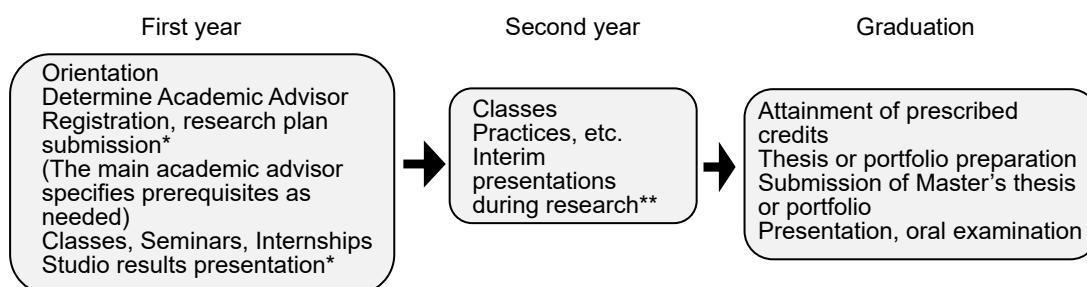 First year
Orientation
Determine Academic Advisor
Registration, research plan
submission*
(The main academic advisor
specifies prerequisites as
needed)
Classes, Seminars, Internships
Studio results presentation*
Second year
Classes
Practices, etc.
Interim
presentations
during research**
Graduation
Attainment of prescribed
credits
Thesis or portfolio preparation
Submission of Master’s thesis
or portfolio
Presentation, oral examination